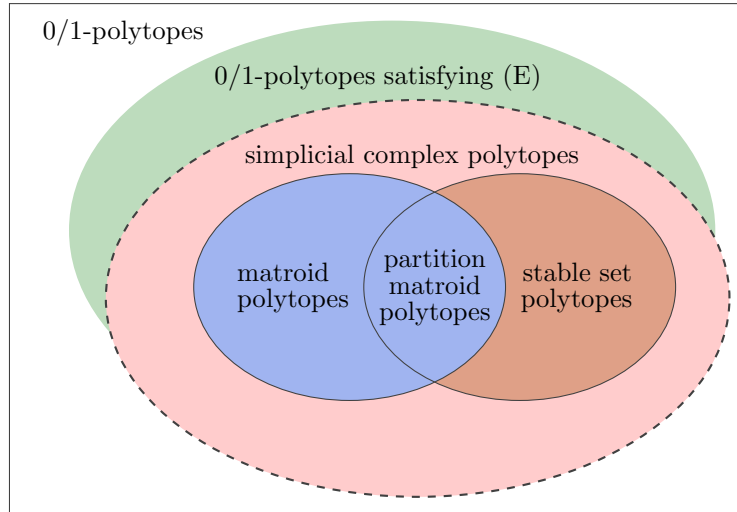 0/1-polytopes
0/1-polytopes satisfying (E)
simplicial complex polytopes
matroid
polytopes
partition
matroid
polytopes
stable set
polytopes